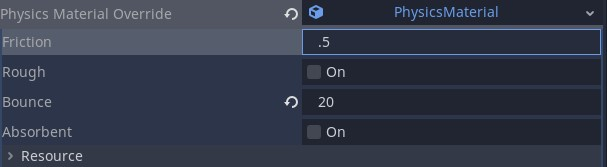 Physics Material Override PhysicsMaterial
Friction .5
Rough On
Bounce 20
Absorbent On
Resource